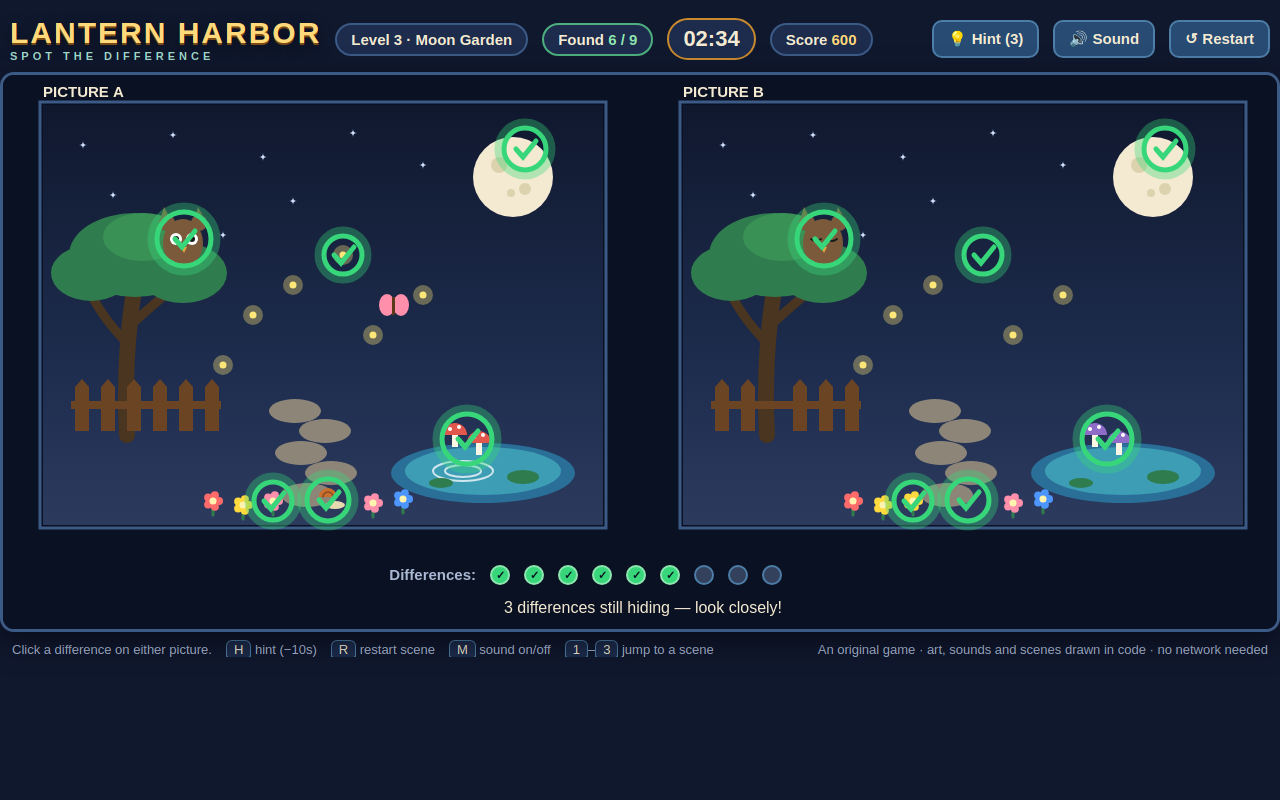 LANTERN HARBOR
SPOT THE DIFFERENCE
Level 3 · Moon Garden
Found 6 / 9
02:34
Score 600
💡 Hint (3)
🔊 Sound
↺ Restart
PICTURE A
PICTURE B
Differences:
3 differences still hiding — look closely!
Click a difference on either picture. H hint (−10s) R restart scene M sound on/off 1–3 jump to a scene
An original game · art, sounds and scenes drawn in code · no network needed